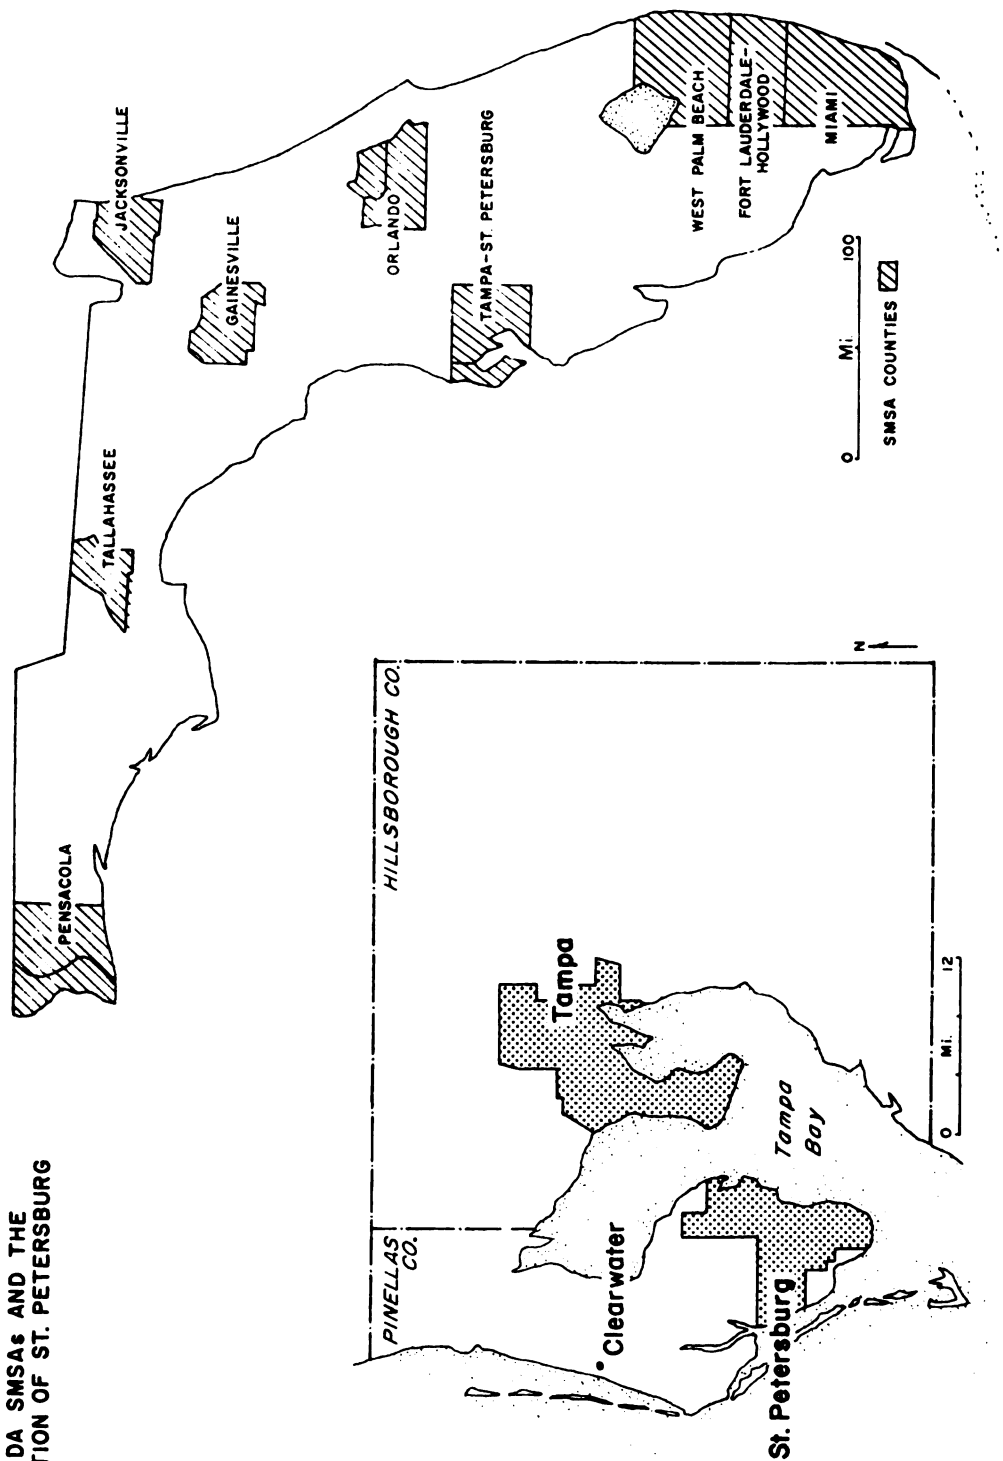 DA SMSAs AND THE
TION OF ST. PETERSBURG
PENSACOLA
TALLAHASSEE
JACKSONVILLE
GAINESVILLE
ORLANDO
TAMPA-ST. PETERSBURG
WEST PALM BEACH
FORT LAUDERDALE-
HOLLYWOOD
MIAMI
0 Mi. 100
SMSA COUNTIES
N
PINELLAS
CO.
HILLSBOROUGH CO.
Tampa
Clearwater
St. Petersburg
Tampa
Bay
0 Mi. 12